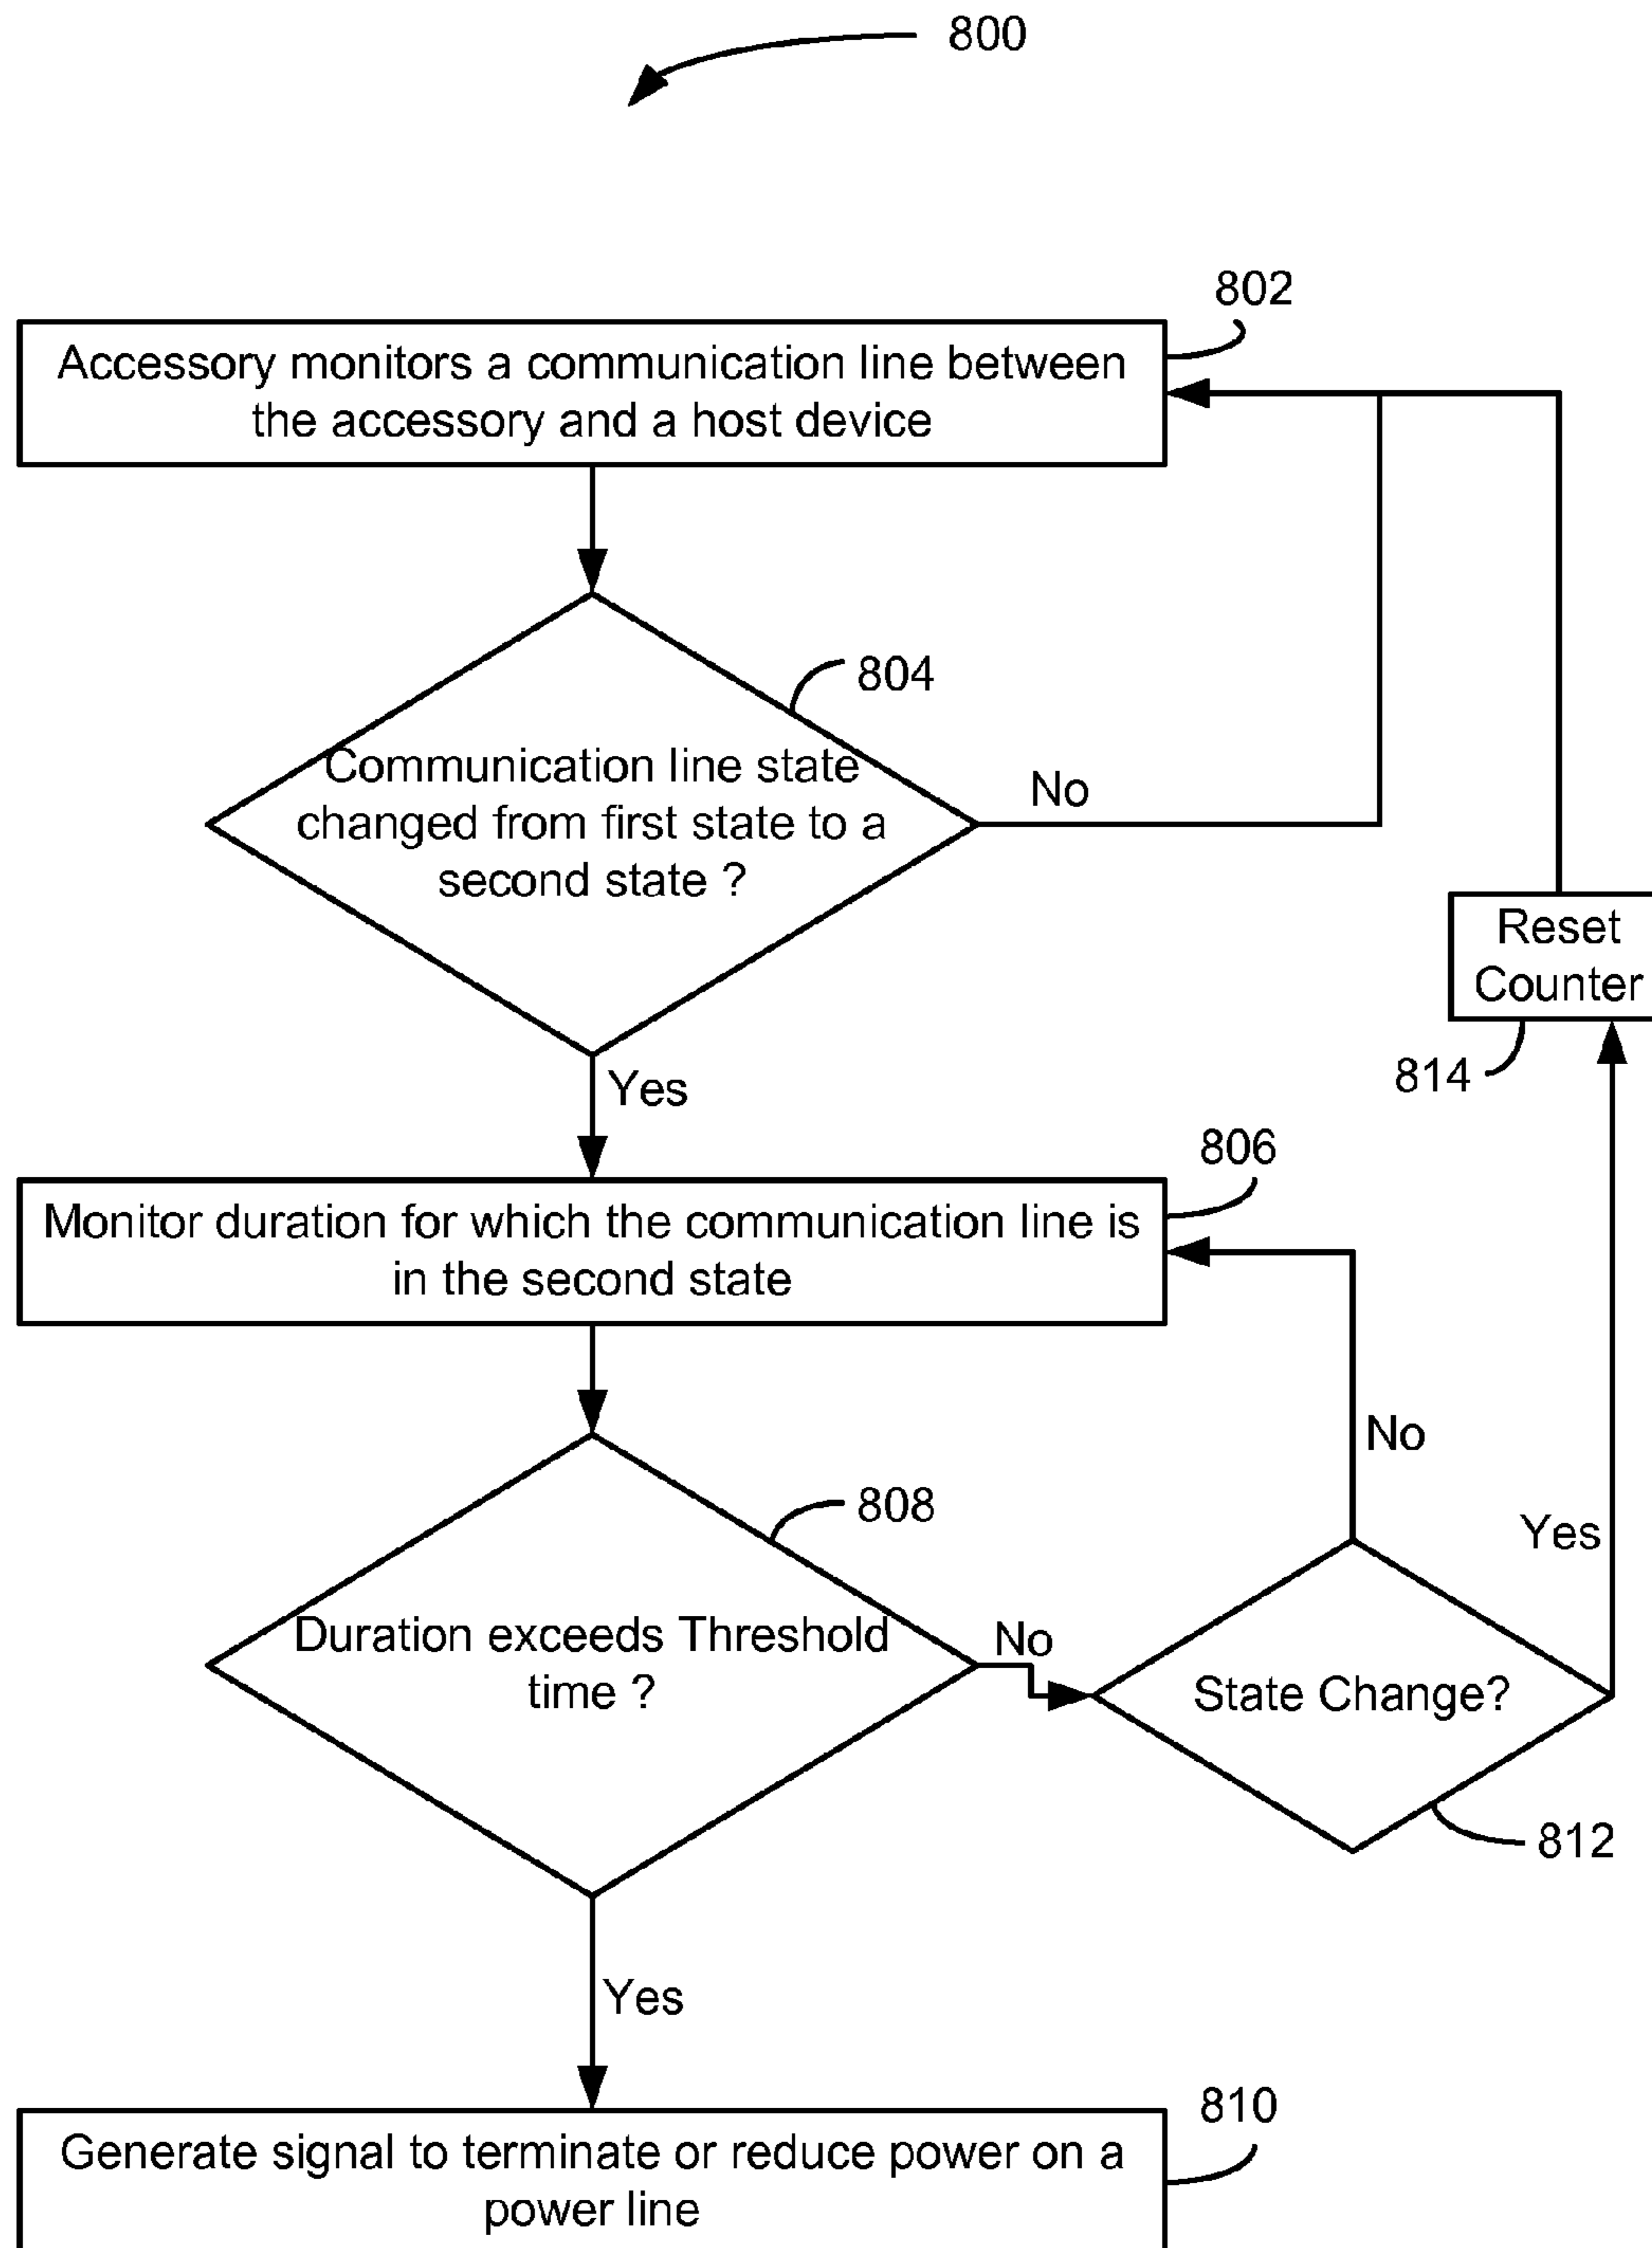 800
802
Accessory monitors a communication line between
the accessory and a host device
804
Communication line state
changed from first state to a
second state ?
No
Reset
Counter
814
Yes
806
Monitor duration for which the communication line is
in the second state
No
808
Yes
Duration exceeds Threshold
time ?
No
State Change?
812
Yes
810
Generate signal to terminate or reduce power on a
power line